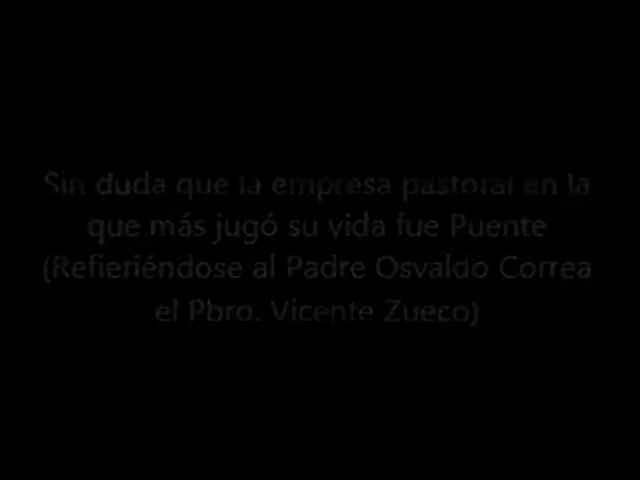 Sin duda que la empresa pastoral en la
que más jugó su vida fue Puente
(Refieriéndose al Padre Osvaldo Correa
el Pbro. Vicente Zueco)